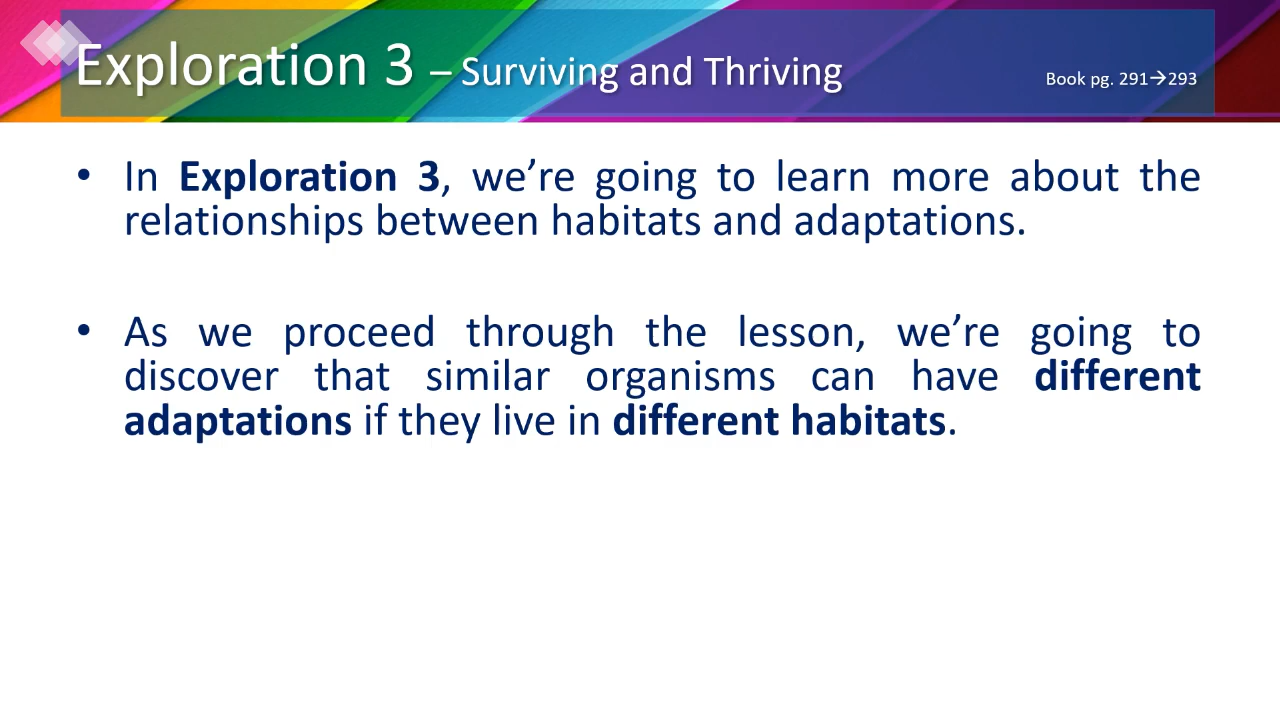 Exploration 3 – Surviving and Thriving
Book pg. 291→293
• In Exploration 3, we’re going to learn more about the
relationships between habitats and adaptations.
• As we proceed through the lesson, we’re going to
discover that similar organisms can have different
adaptations if they live in different habitats.